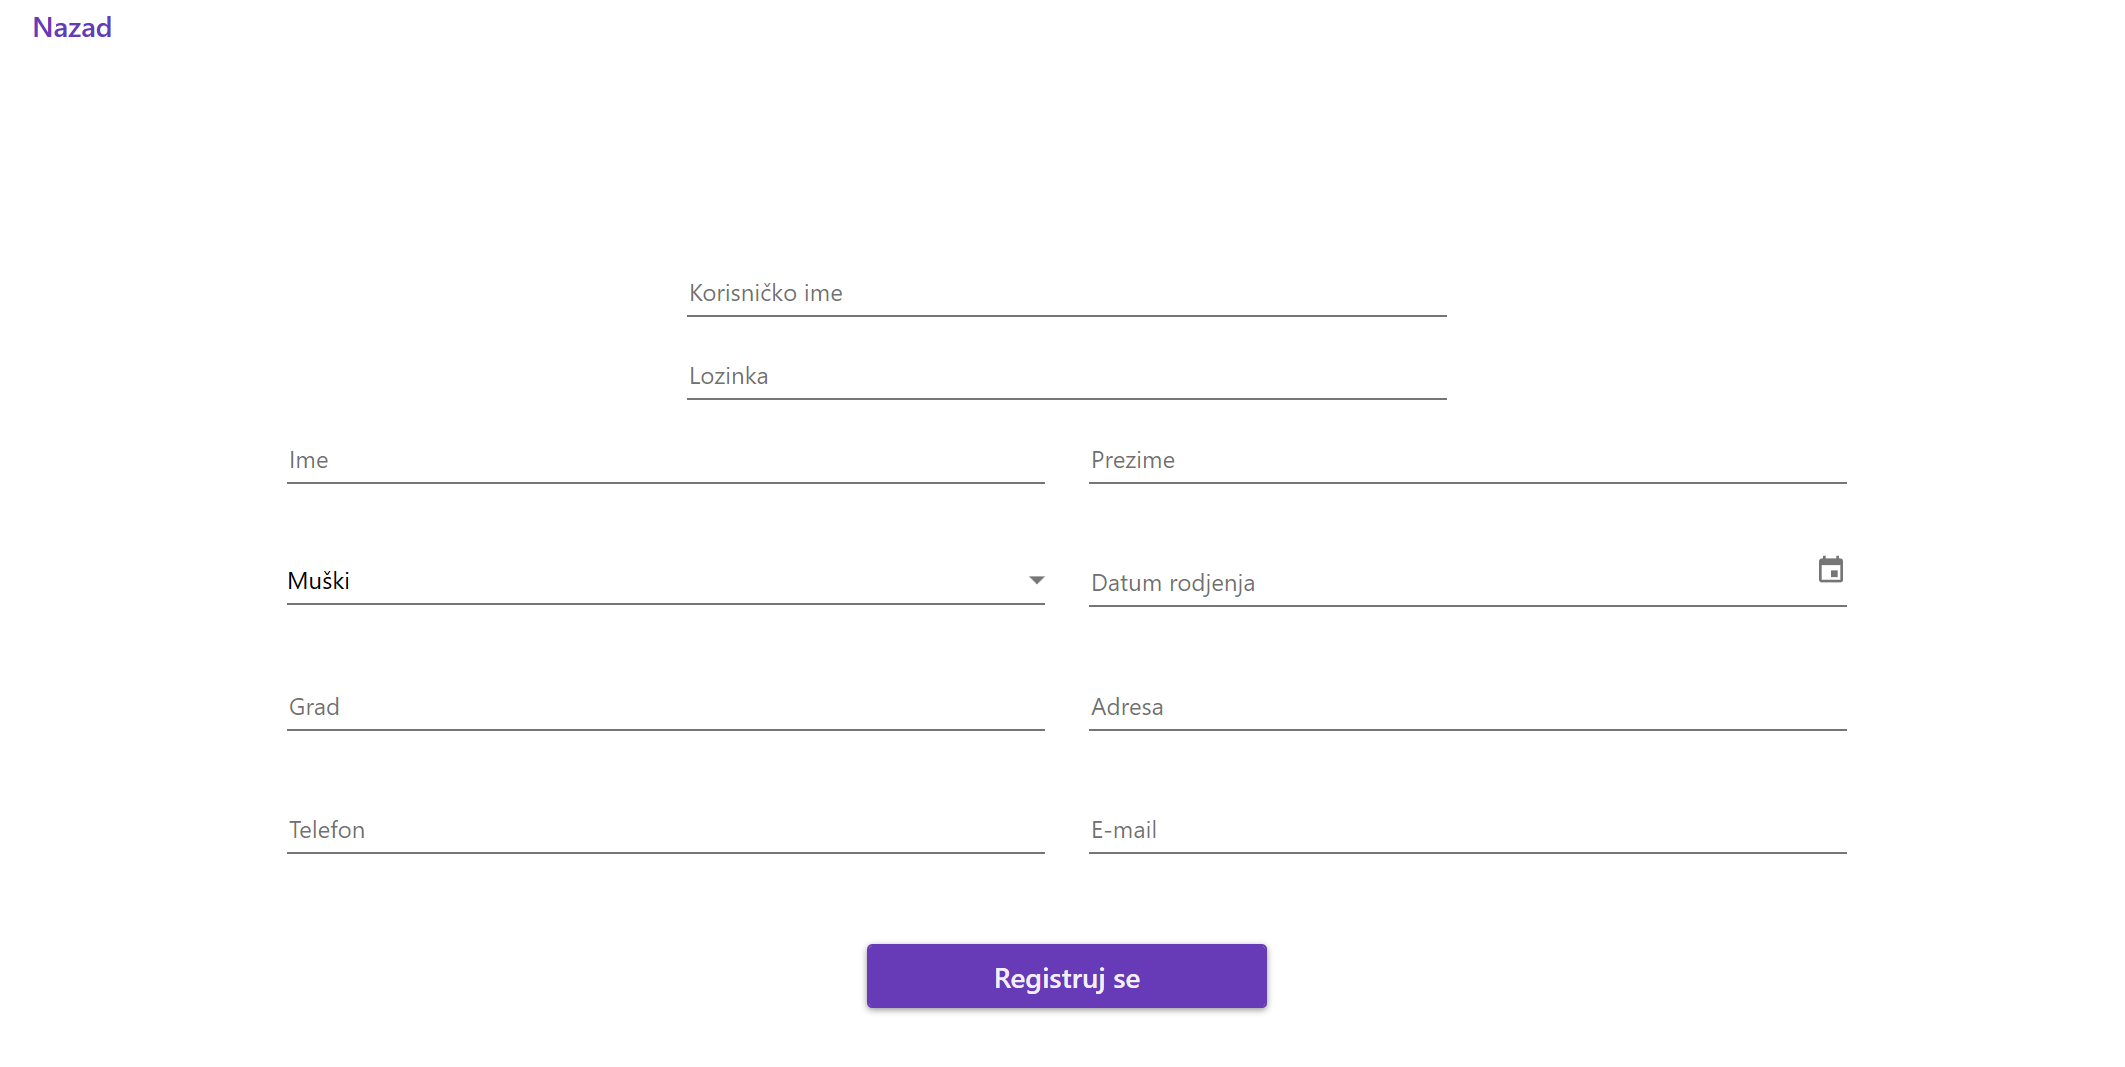 Nazad
Korisničko ime
Lozinka
Ime
Prezime
Muški
Datum rodjenja
Grad
Adresa
Telefon
E-mail
Registruj se